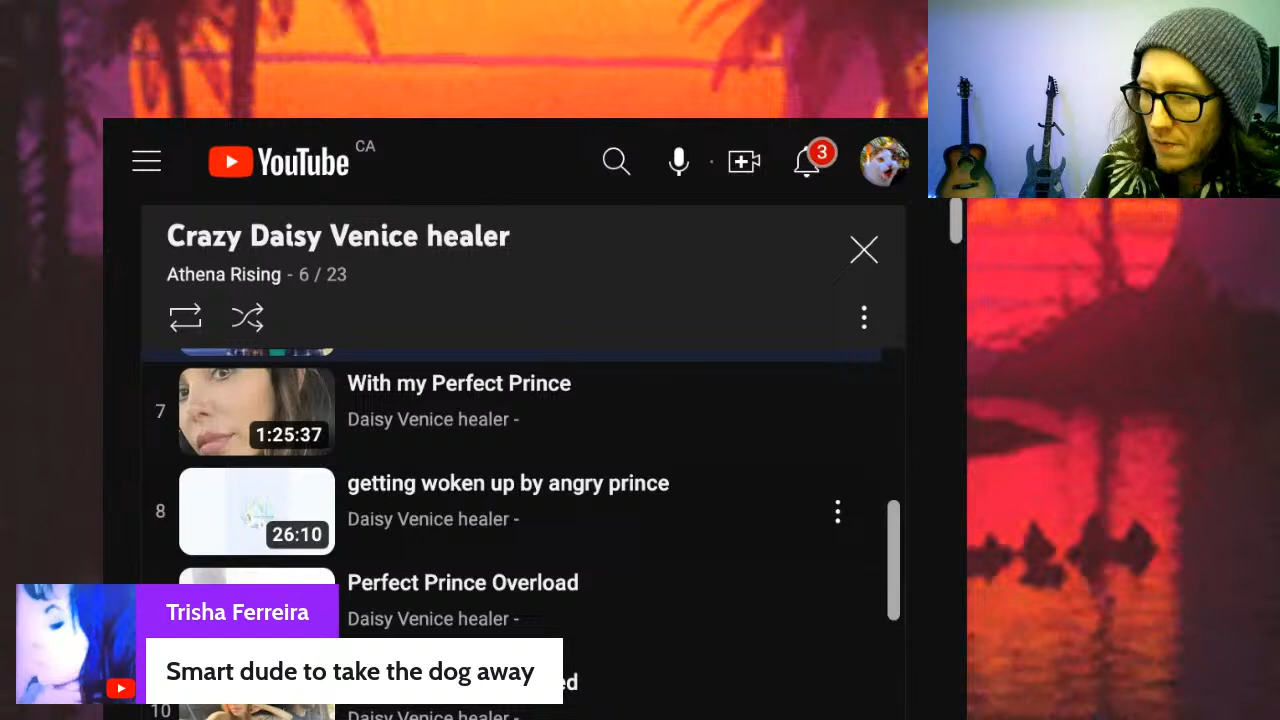 YouTube CA
3
Crazy Daisy Venice healer
Athena Rising - 6 / 23
7
1:25:37
With my Perfect Prince
Daisy Venice healer -
8
26:10
getting woken up by angry prince
Daisy Venice healer -
Perfect Prince Overload
Daisy Venice healer -
Trisha Ferreira
Smart dude to take the dog away
10
Daisy Venice healer -